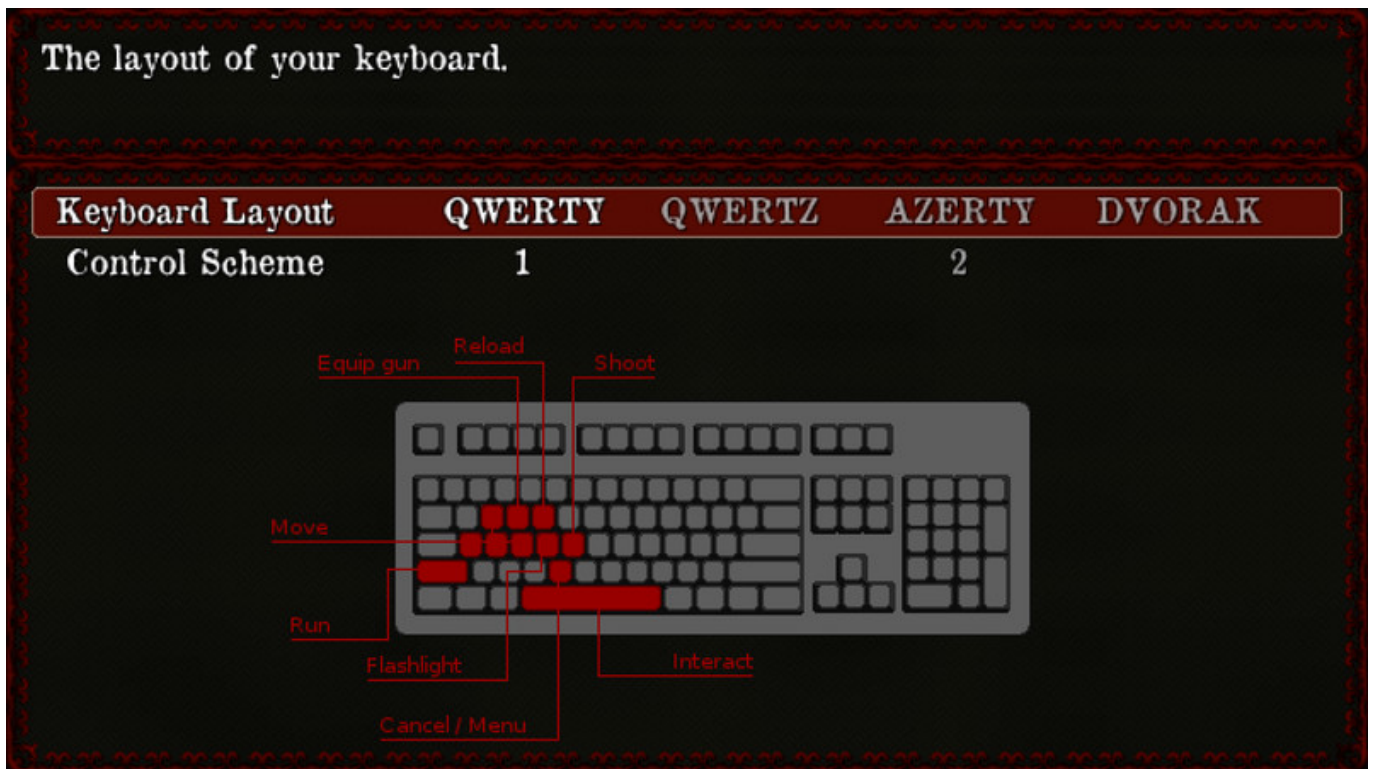 The layout of your keyboard.
Keyboard Layout QWERTY QWERTZ AZERTY DVORAK
Control Scheme 1 2
Reload
Equip gun Shoot
Move
Run
Flashlight Interact
Cancel / Menu